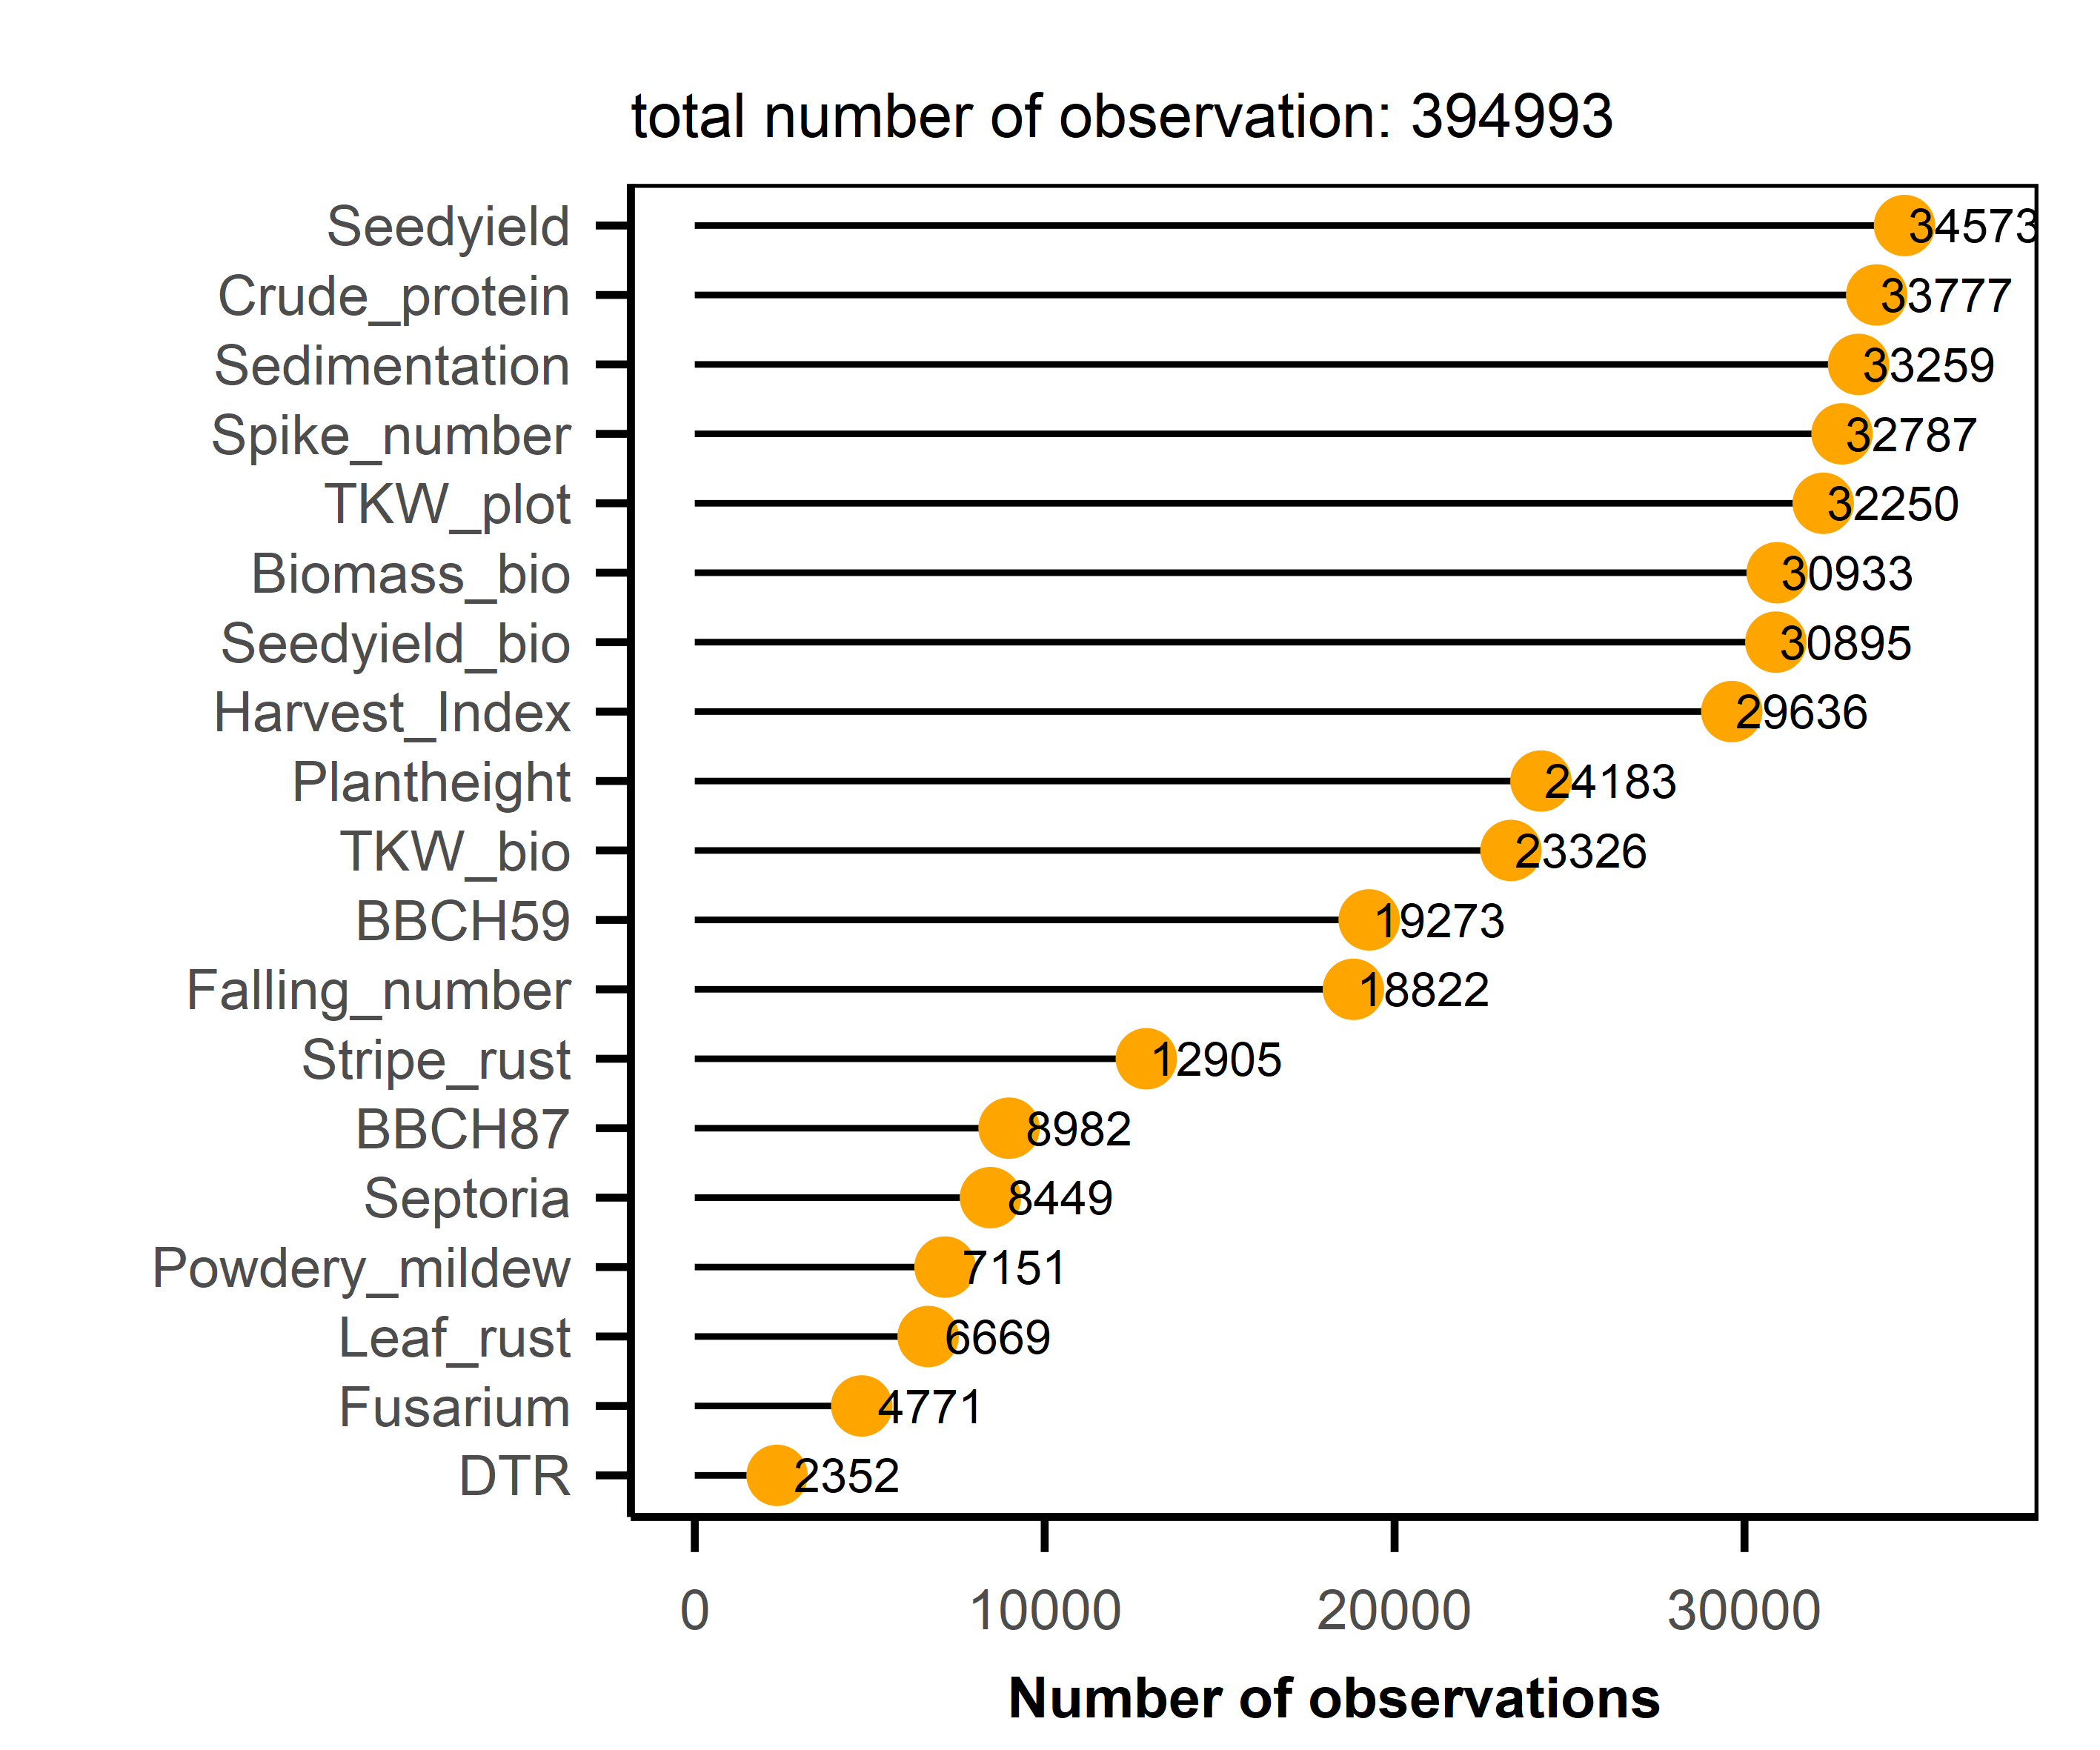 total number of observation: 394993
Seedyield 34573
Crude_protein 33777
Sedimentation 33259
Spike_number 32787
TKW_plot 32250
Biomass_bio 30933
Seedyield_bio 30895
Harvest_Index 29636
Plantheight 24183
TKW_bio 23326
BBCH59 19273
Falling_number 18822
Stripe_rust 12905
BBCH87 8982
Septoria 8449
Powdery_mildew 7151
Leaf_rust 6669
Fusarium 4771
DTR 2352
0 10000 20000 30000
Number of observations